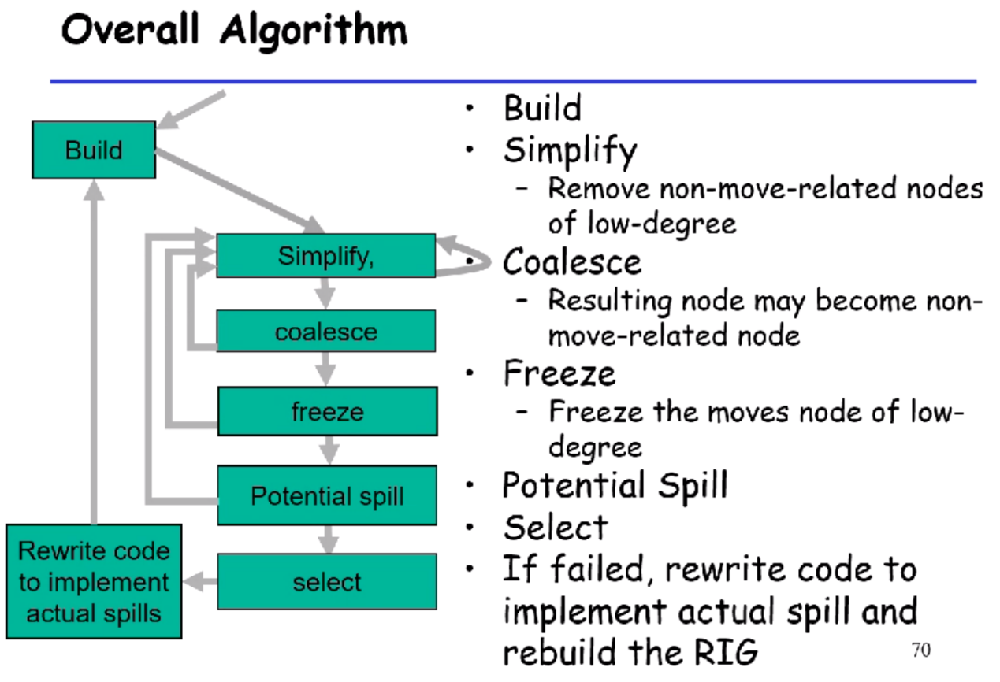 Overall Algorithm
Build
Simplify,
coalesce
freeze
Potential spill
select
Rewrite code
to implement
actual spills
• Build
• Simplify
– Remove non-move-related nodes
of low-degree
• Coalesce
– Resulting node may become non-
move-related node
• Freeze
– Freeze the moves node of low-
degree
• Potential Spill
• Select
• If failed, rewrite code to
implement actual spill and
rebuild the RIG
70